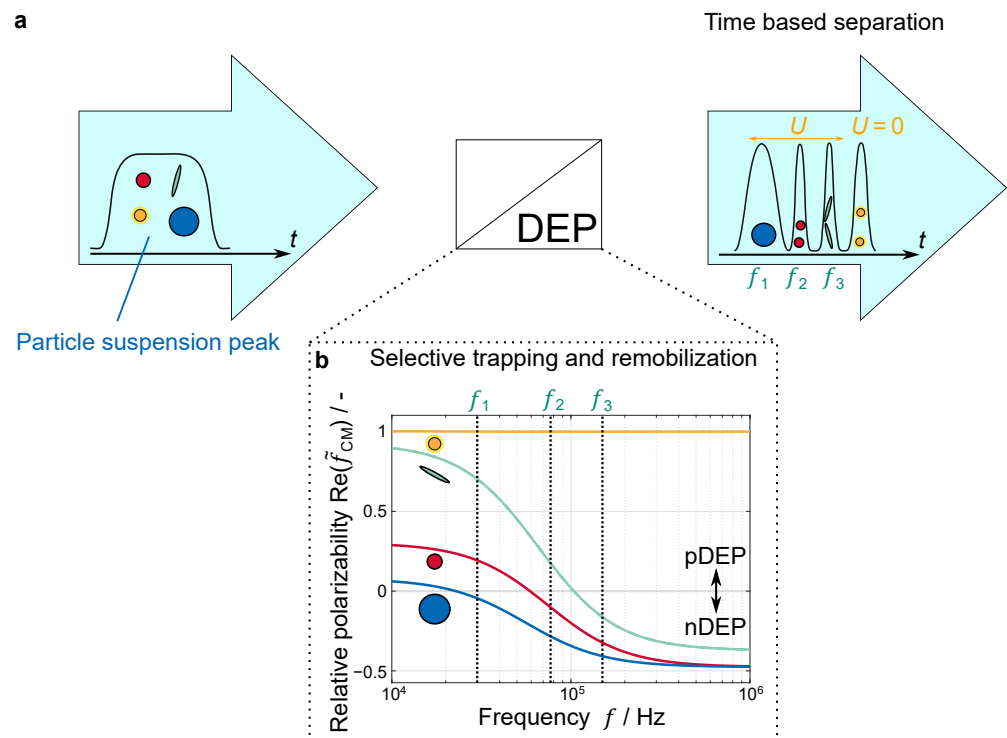 a
Time based separation
U
U = 0
t
t
DEP
f1
f2
f3
Particle suspension peak
b
Selective trapping and remobilization
f1
f2
f3
Relative polarizability Re(f̃CM) / -
1
0.5
0
−0.5
pDEP
nDEP
10^4
10^5
10^6
Frequency f / Hz